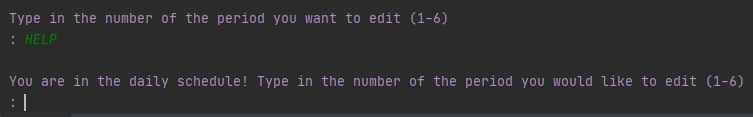 Type in the number of the period you want to edit (1-6)
: HELP
You are in the daily schedule! Type in the number of the period you would like to edit (1-6)
: